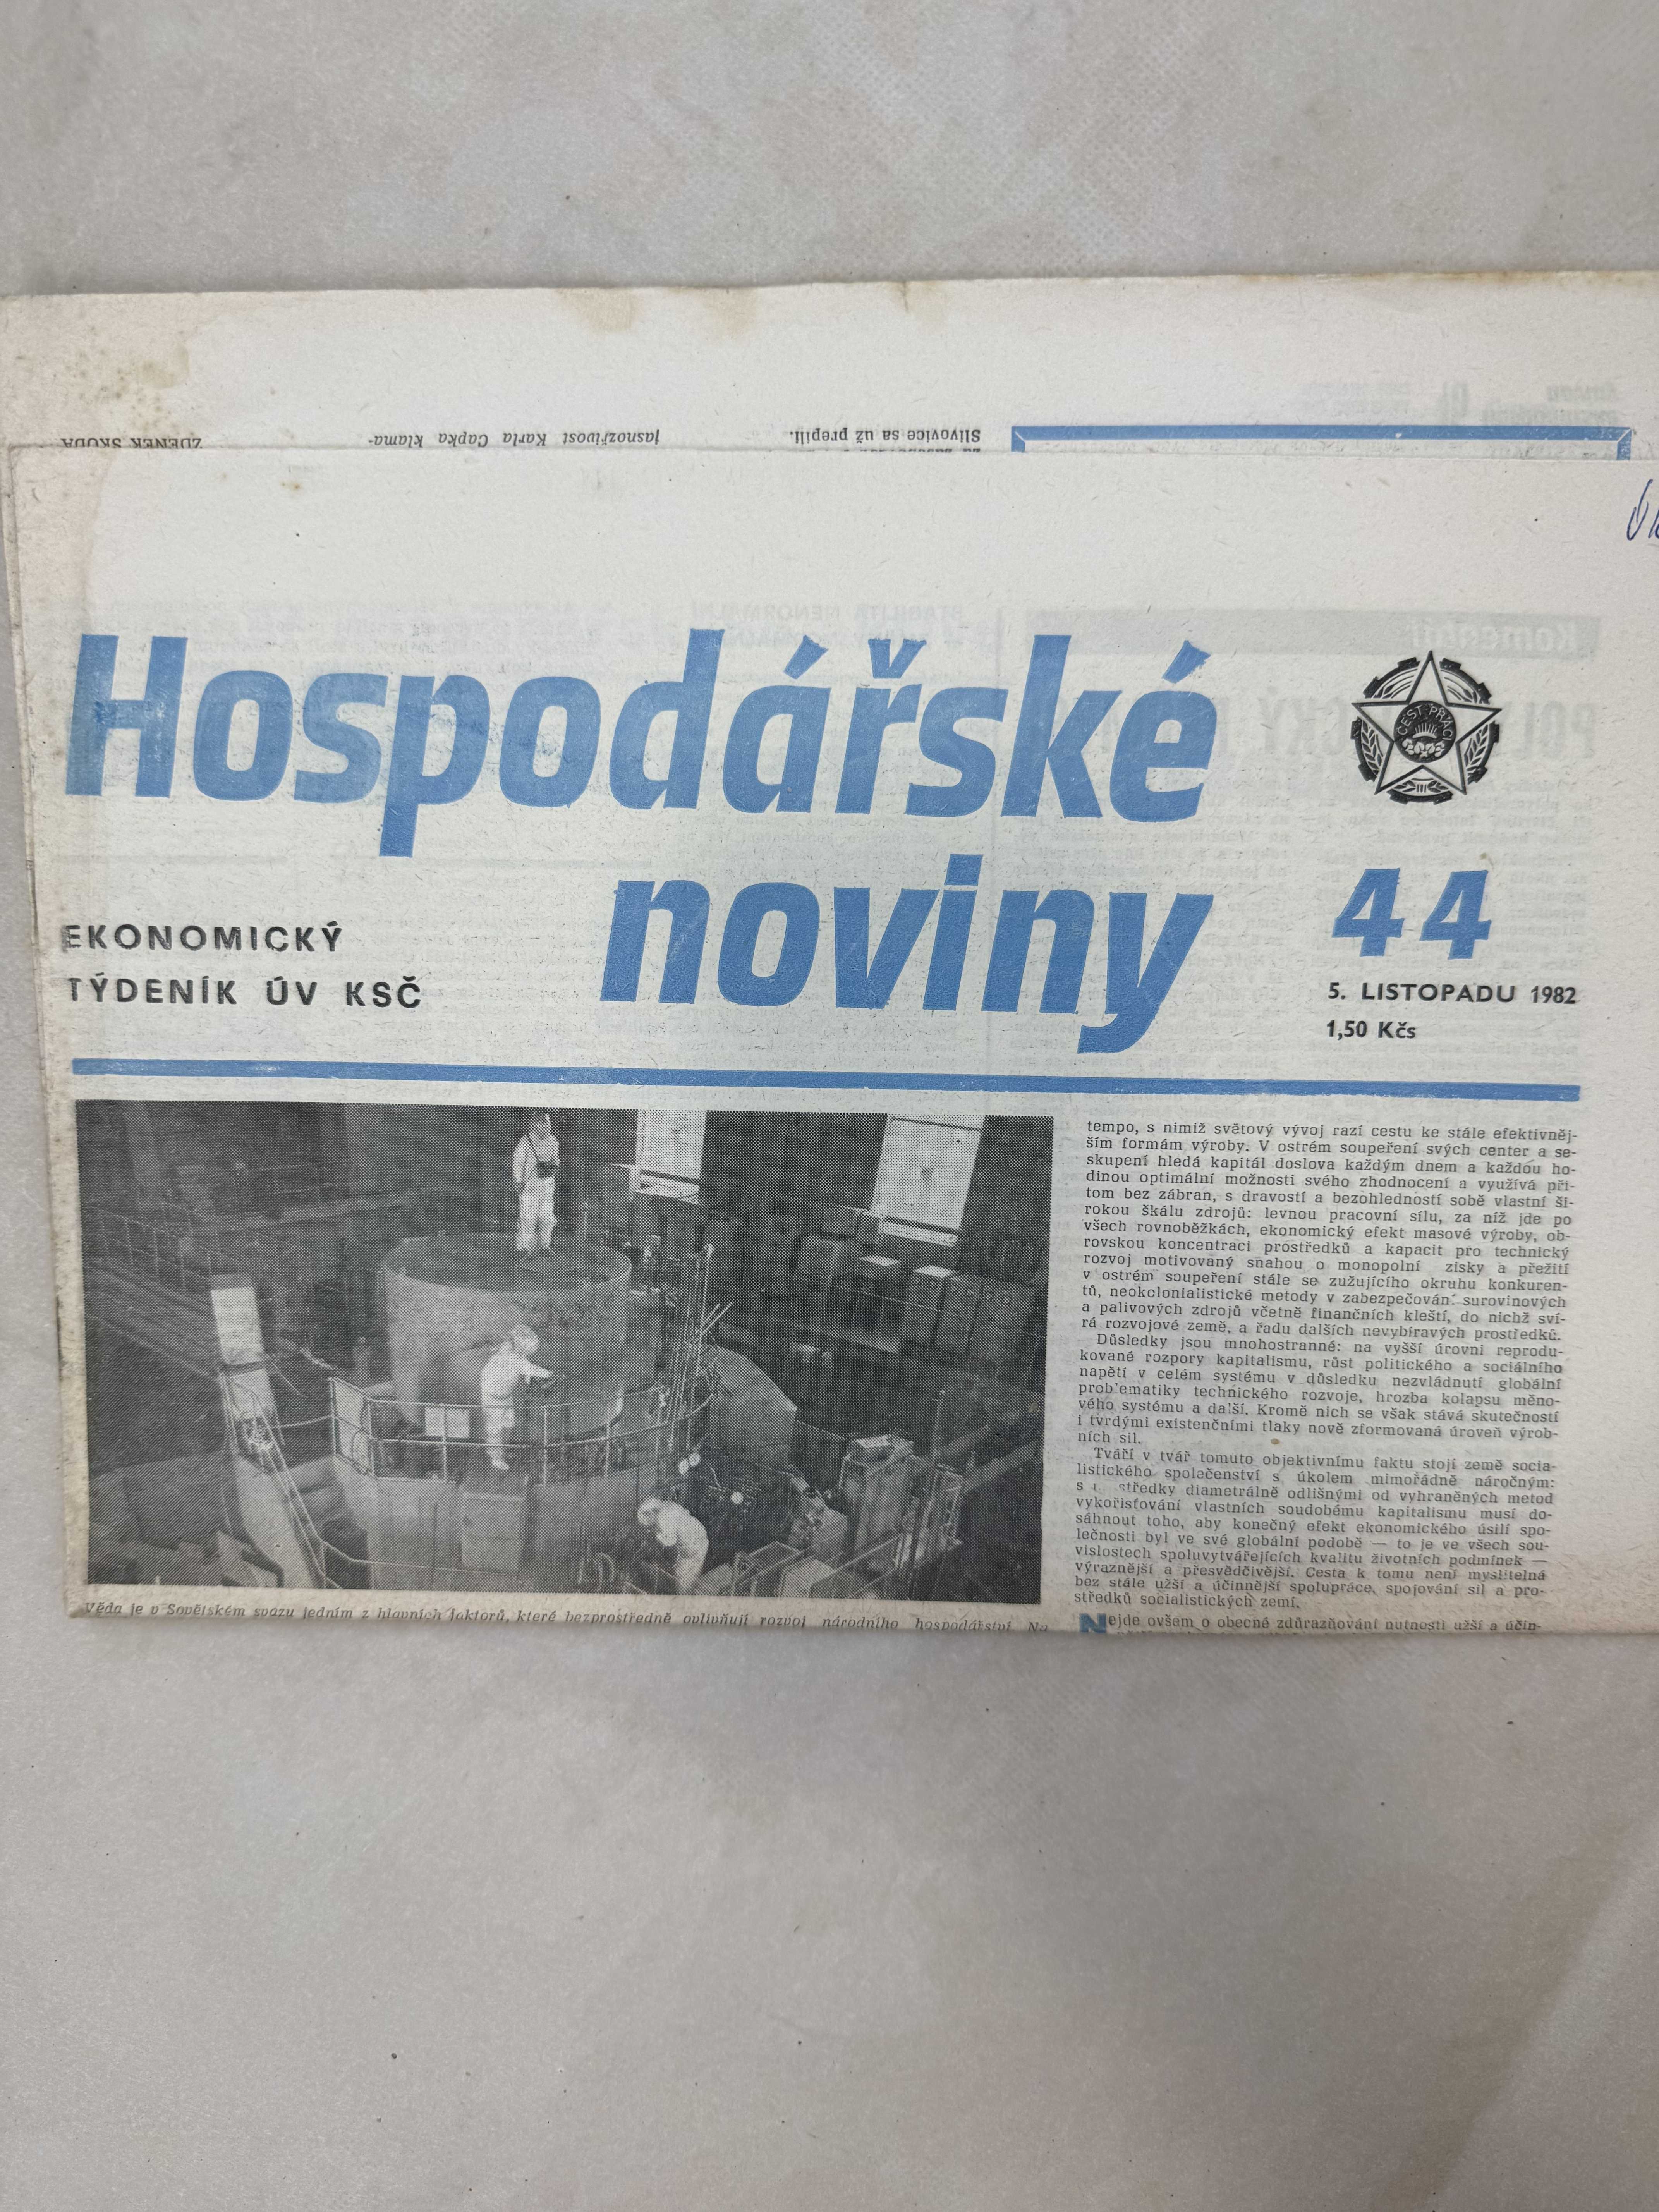 ZDENĚK ŠKODA
jasnozřivost Karla Čapka klama-
Slivovice sa už prepili.
Hospodářské
noviny
EKONOMICKÝ
TÝDENÍK ÚV KSČ
ČEST PRÁCI
44
5. LISTOPADU 1982
1,50 Kčs
Věda je v Sovětském svazu jedním z hlavních faktorů, které bezprostředně ovlivňují rozvoj národního hospodářství. Na
tempo, s nimiž světový vývoj razí cestu ke stále efektivněj-
ším formám výroby. V ostrém soupeření svých center a se-
skupení hledá kapitál doslova každým dnem a každou ho-
dinou optimální možnosti svého zhodnocení a využívá při-
tom bez zábran, s dravostí a bezohledností sobě vlastní ši-
rokou škálu zdrojů: levnou pracovní sílu, za níž jde po
všech rovnoběžkách, ekonomický efekt masové výroby, ob-
rovskou koncentraci prostředků a kapacit pro technický
rozvoj motivovaný snahou o monopolní zisky a přežití
v ostrém soupeření stále se zužujícího okruhu konkuren-
tů, neokolonialistické metody v zabezpečování surovinových
a palivových zdrojů včetně finančních kleští, do nichž sví-
rá rozvojové země, a řadu dalších nevybíravých prostředků.
Důsledky jsou mnohostranné: na vyšší úrovni reprodu-
kované rozpory kapitalismu, růst politického a sociálního
napětí v celém systému v důsledku nezvládnutí globální
problematiky technického rozvoje, hrozba kolapsu měno-
vého systému a další. Kromě nich se však stává skutečností
i tvrdými existenčními tlaky nově zformovaná úroveň výrob-
ních sil.
Tváří v tvář tomuto objektivnímu faktu stojí země socia-
listického společenství s úkolem mimořádně náročným:
s středky diametrálně odlišnými od vyhraněných metod
vykořisťování vlastních soudobému kapitalismu musí do-
sáhnout toho, aby konečný efekt ekonomického úsilí spo-
lečnosti byl ve své globální podobě — to je ve všech sou-
vislostech spoluvytvářejících kvalitu životních podmínek —
výraznější a přesvědčivější. Cesta k tomu není myslitelná
bez stále užší a účinnější spolupráce, spojování sil a pro-
středků socialistických zemí.
Nejde ovšem o obecné zdůrazňování nutnosti užší a účin-